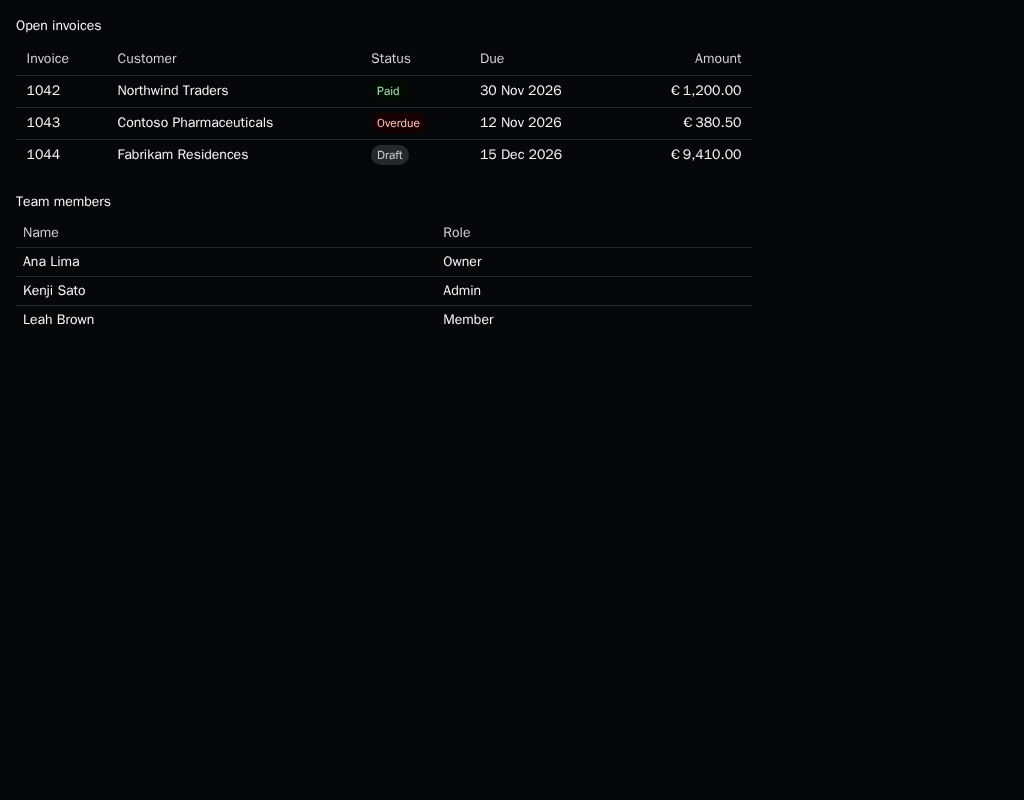 Open invoices
Invoice Customer Status Due Amount
1042 Northwind Traders Paid 30 Nov 2026 € 1,200.00
1043 Contoso Pharmaceuticals Overdue 12 Nov 2026 € 380.50
1044 Fabrikam Residences Draft 15 Dec 2026 € 9,410.00
Team members
Name Role
Ana Lima Owner
Kenji Sato Admin
Leah Brown Member